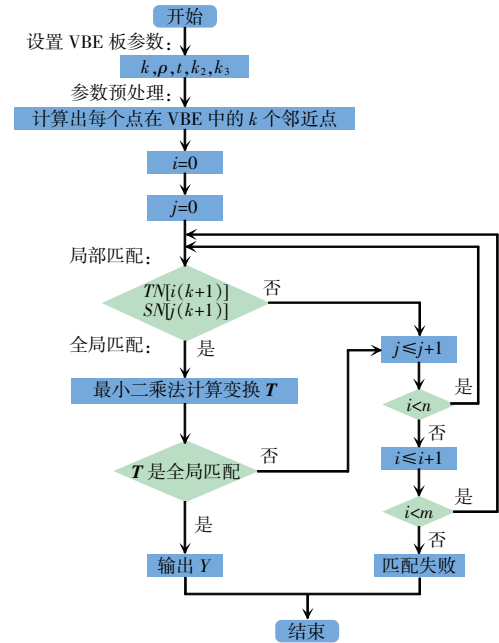 开始
设置 VBE 板参数：
k,ρ,t,k₂,k₃
参数预处理：
计算出每个点在 VBE 中的 k 个邻近点
i=0
j=0
局部匹配：
TN[i(k+1)]
SN[j(k+1)]
否
全局匹配：
是
j≤j+1
最小二乘法计算变换 T
i<n
是
否
i≤i+1
T 是全局匹配
否
i<m
是
是
否
输出 Y
匹配失败
结束